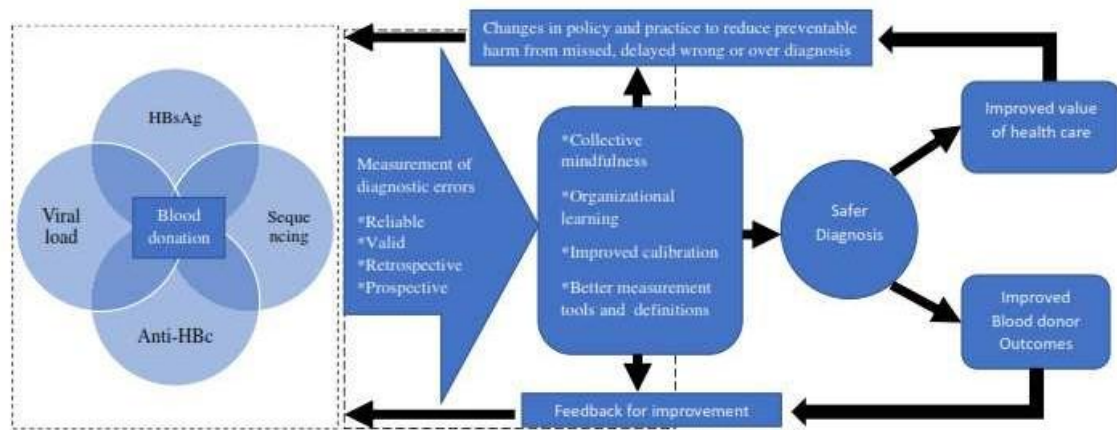 HBsAg
Viral
load
Blood
donation
Seque
ncing
Anti-HBc
Measurement of
diagnostic errors
*Reliable
*Valid
*Retrospective
*Prospective
Changes in policy and practice to reduce preventable
harm from missed, delayed wrong or over diagnosis
*Collective
mindfulness
*Organizational
learning
*Improved calibration
*Better measurement
tools and definitions
Feedback for improvement
Safer
Diagnosis
Improved value
of health care
Improved
Blood donor
Outcomes